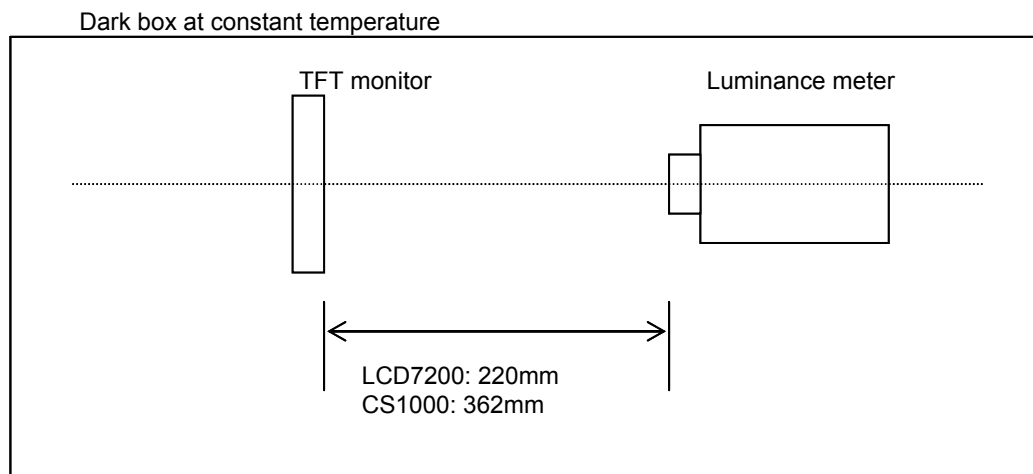 Dark box at constant temperature
TFT monitor
Luminance meter
LCD7200: 220mm
CS1000: 362mm